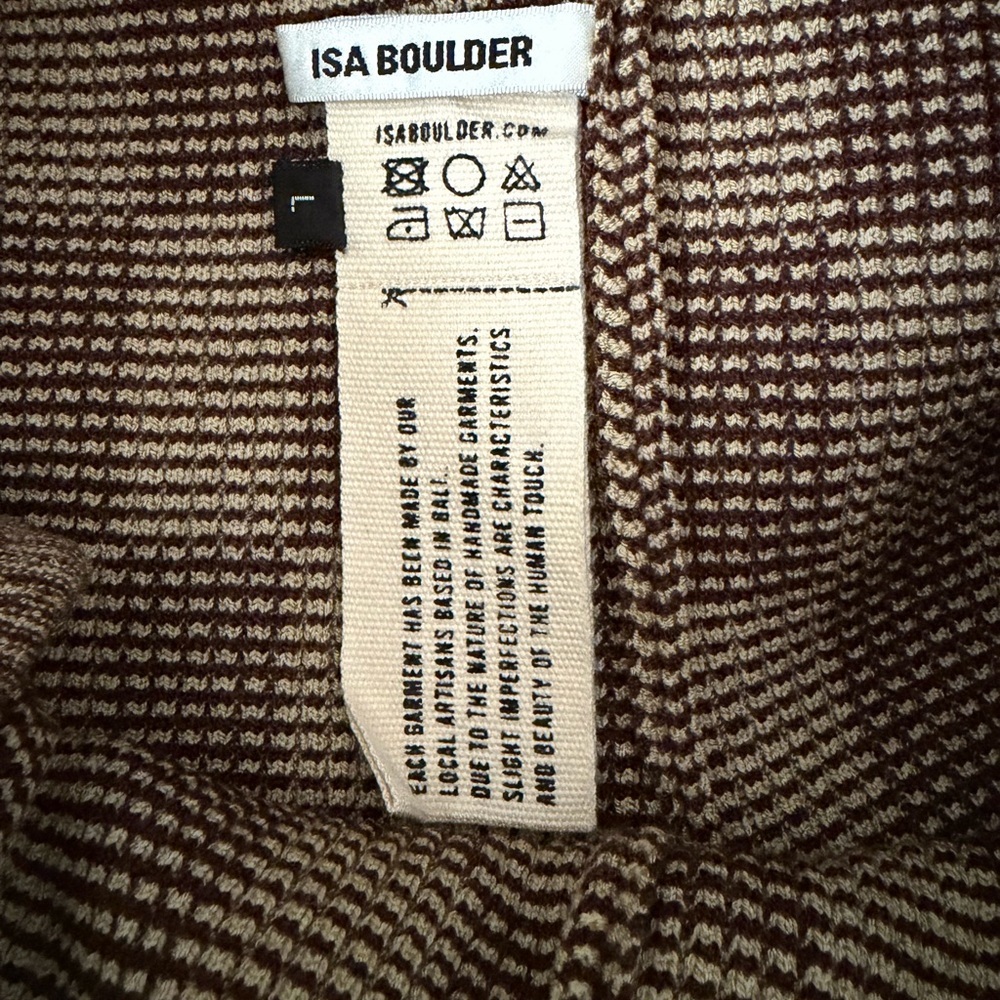 ISA BOULDER
ISABOULDER.COM
L
EACH GARMENT HAS BEEN MADE BY OUR
LOCAL ARTISANS BASED IN BALI.
DUE TO THE NATURE OF HANDMADE GARMENTS,
SLIGHT IMPERFECTIONS ARE CHARACTERISTICS
AND BEAUTY OF THE HUMAN TOUCH.